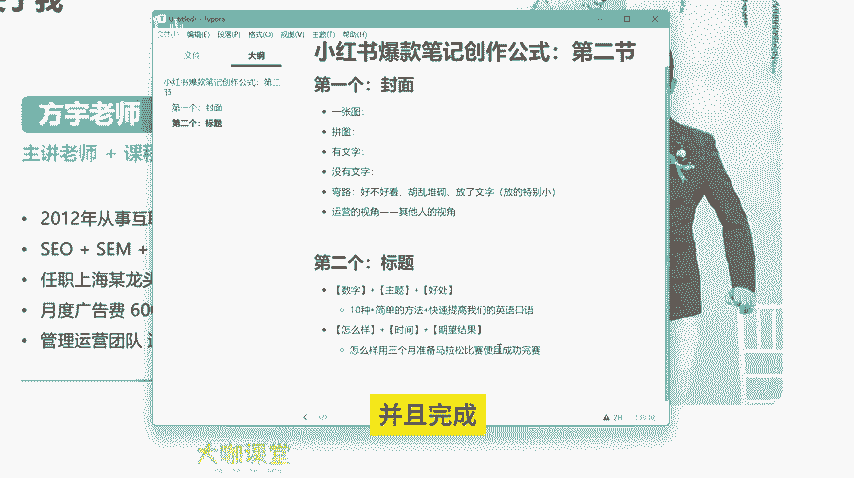 方宇老师
主讲老师 + 课程
• 2012年从事互联
• SEO + SEM +
• 任职上海某龙头
• 月度广告费 600
• 管理运营团队
编辑(E) 段落(P) 格式(O) 视图(V) 主题(T) 帮助(H)
文件 大纲
小红书爆款笔记创作公式：第二节
第一个：封面
第二个：标题
小红书爆款笔记创作公式：第二节
第一个：封面
• 一张图：
• 拼图：
• 有文字：
• 没有文字：
• 弯路：好不好看、胡乱堆砌、放了文字（放的特别小）
• 运营的视角——其他人的视角
第二个：标题
• 【数字】+【主题】+【好处】
○ 10种+简单的方法+快速提高我们的英语口语
• 【怎么样】+【时间】+【期望结果】
○ 怎么样用三个月准备马拉松比赛便且成功完赛
并且完成
大咖课堂